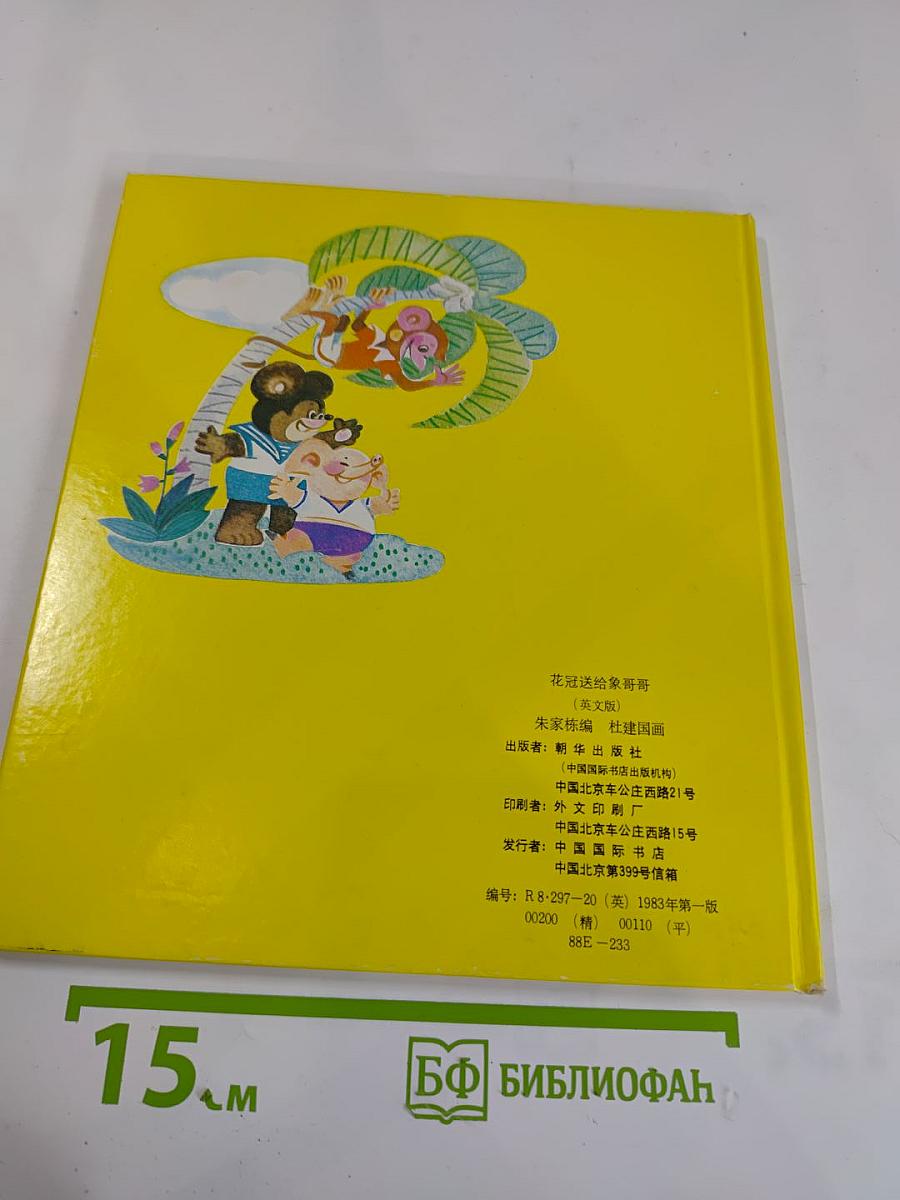 花冠送给象哥哥
（英文版）
朱家栋编 杜建国画
出版者：朝华出版社
（中国国际书店出版机构）
中国北京车公庄西路21号
印刷者：外文印刷厂
中国北京车公庄西路15号
发行者：中国国际书店
中国北京第399号信箱
编号：R8·297—20（英）1983年第一版
00200（精） 00110（平）
88E—233
15 см
БФ БИБЛИОФАН